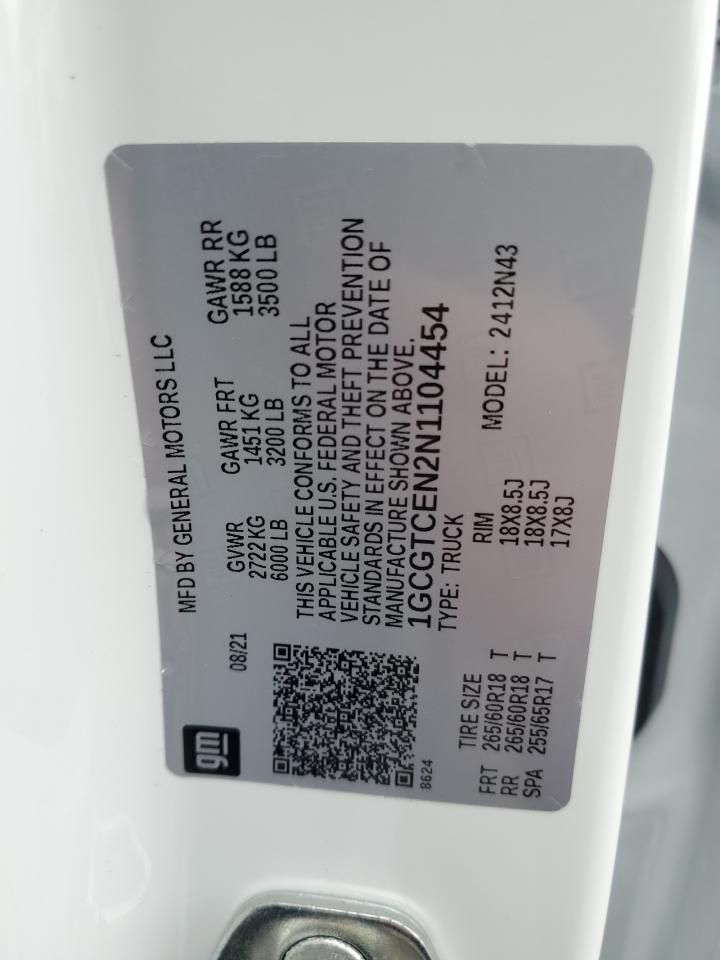 gm
MFD BY GENERAL MOTORS LLC
08/21
GVWR GAWR FRT GAWR RR
2722 KG 1451 KG 1588 KG
6000 LB 3200 LB 3500 LB
THIS VEHICLE CONFORMS TO ALL
APPLICABLE U.S. FEDERAL MOTOR
VEHICLE SAFETY AND THEFT PREVENTION
STANDARDS IN EFFECT ON THE DATE OF
MANUFACTURE SHOWN ABOVE.
1GCGTCEN2N1104454
8624
TYPE: TRUCK MODEL: 2412N43
TIRE SIZE RIM
FRT 265/60R18 T 18X8.5J
RR 265/60R18 T 18X8.5J
SPA 255/65R17 T 17X8J